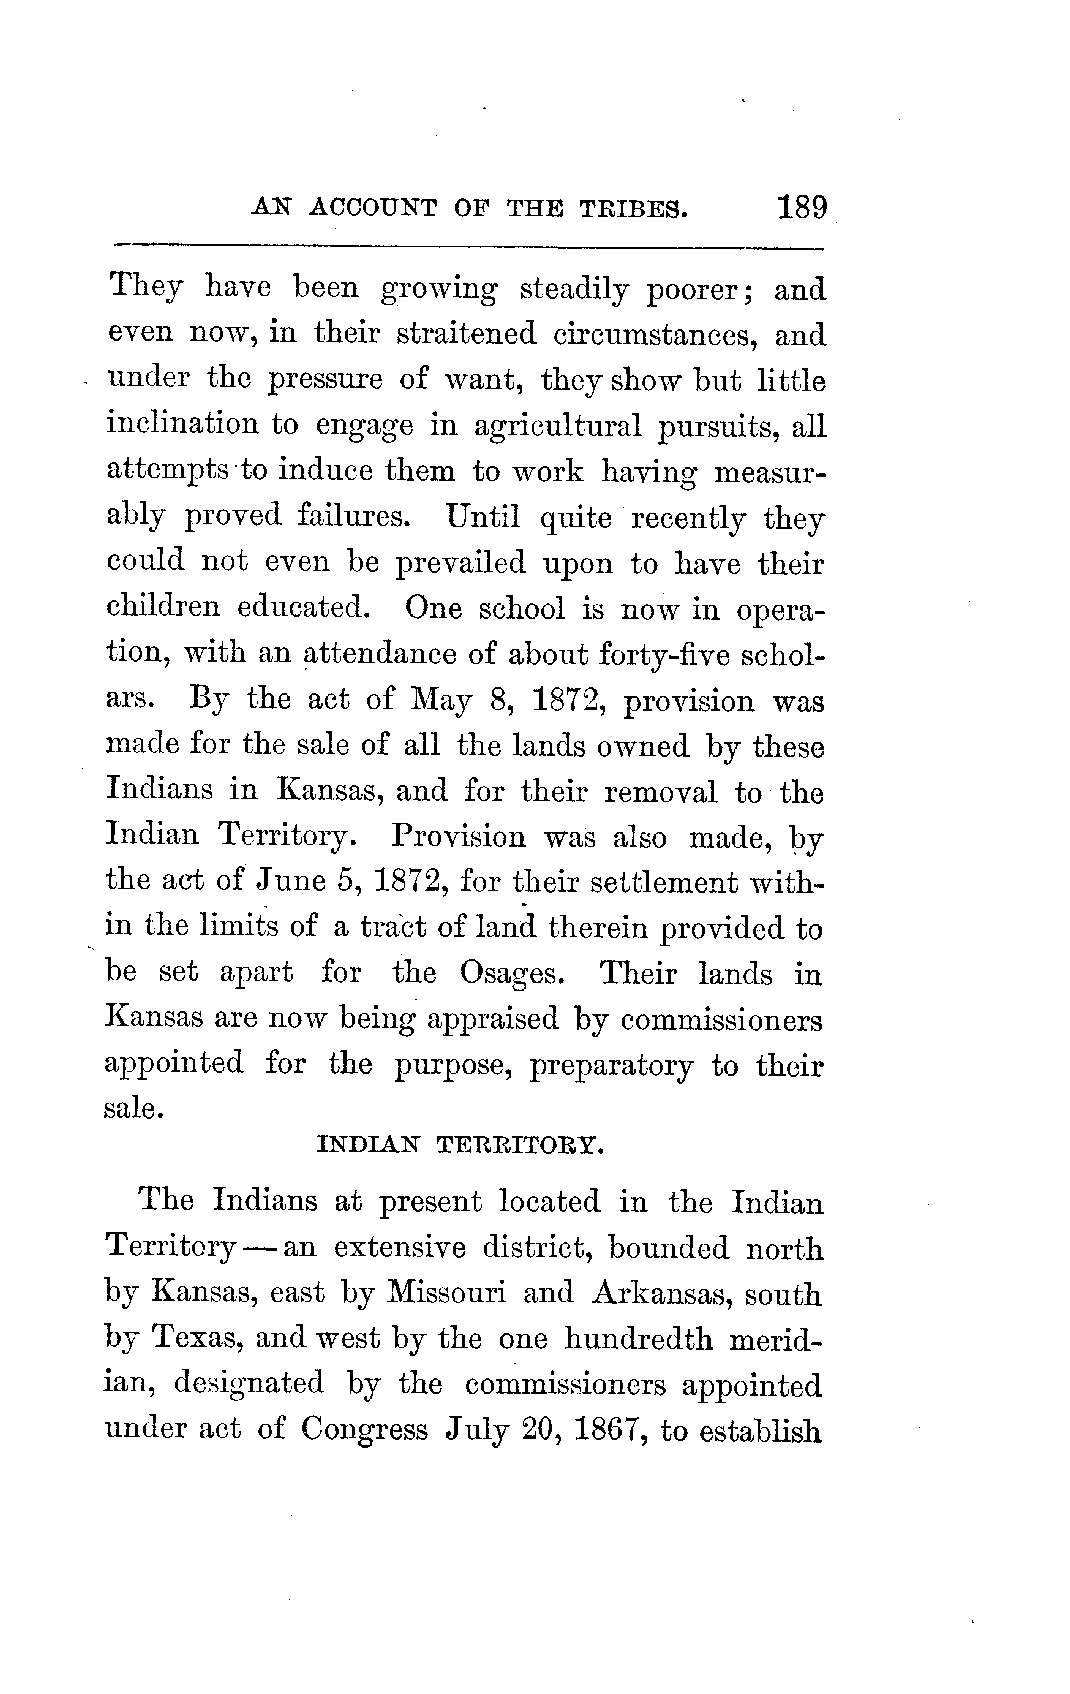 AN ACCOUNT OF THE TRIBES. 189
They have been growing steadily poorer; and
even now, in their straitened circumstances, and
under the pressure of want, they show but little
inclination to engage in agricultural pursuits, all
attempts to induce them to work having measur-
ably proved failures. Until quite recently they
could not even be prevailed upon to have their
children educated. One school is now in opera-
tion, with an attendance of about forty-five schol-
ars. By the act of May 8, 1872, provision was
made for the sale of all the lands owned by these
Indians in Kansas, and for their removal to the
Indian Territory. Provision was also made, by
the act of June 5, 1872, for their settlement with-
in the limits of a tract of land therein provided to
be set apart for the Osages. Their lands in
Kansas are now being appraised by commissioners
appointed for the purpose, preparatory to their
sale.
INDIAN TERRITORY.
The Indians at present located in the Indian
Territory — an extensive district, bounded north
by Kansas, east by Missouri and Arkansas, south
by Texas, and west by the one hundredth merid-
ian, designated by the commissioners appointed
under act of Congress July 20, 1867, to establish